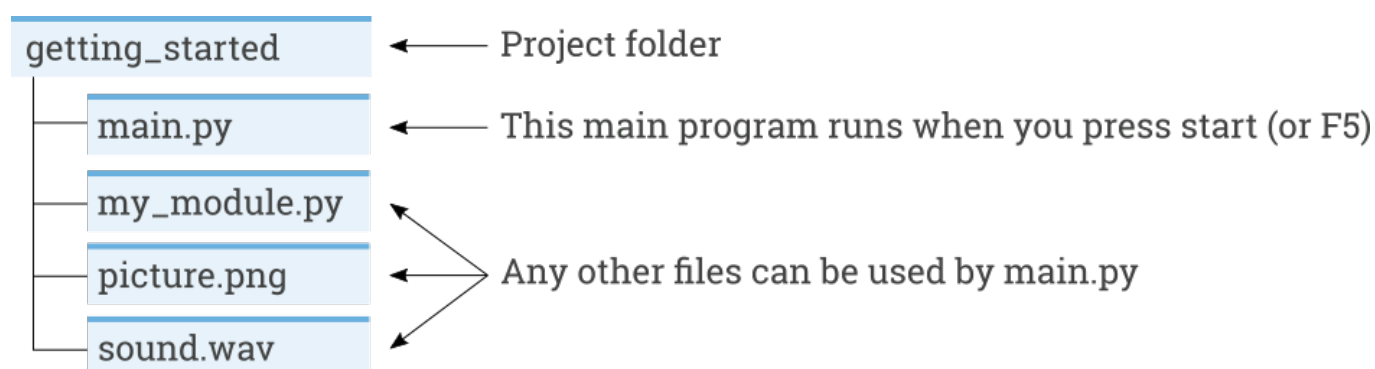 getting_started
Project folder
main.py
This main program runs when you press start (or F5)
my_module.py
picture.png
Any other files can be used by main.py
sound.wav